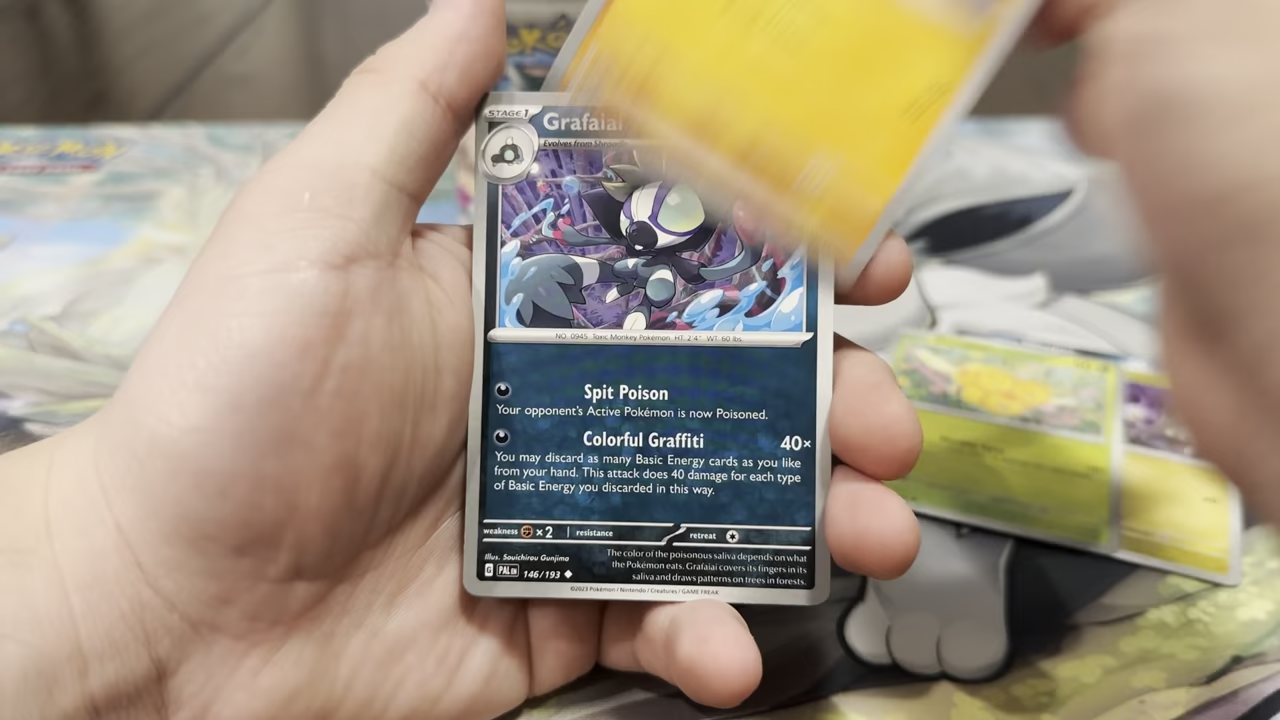 STAGE 1
Grafaiai
Evolves from
NO. 0945 Toxic Monkey Pokémon HT: 2'4" WT: 60 lbs.
Spit Poison
Your opponent's Active Pokémon is now Poisoned.
Colorful Graffiti 40×
You may discard as many Basic Energy cards as you like
from your hand. This attack does 40 damage for each type
of Basic Energy you discarded in this way.
weakness ×2 resistance retreat
Illus. Souichirou Gunjima
The color of the poisonous saliva depends on what
the Pokémon eats. Grafaiai covers its fingers in its
saliva and draws patterns on trees in forests.
G PAL EN 146/193
©2023 Pokémon / Nintendo / Creatures / GAME FREAK